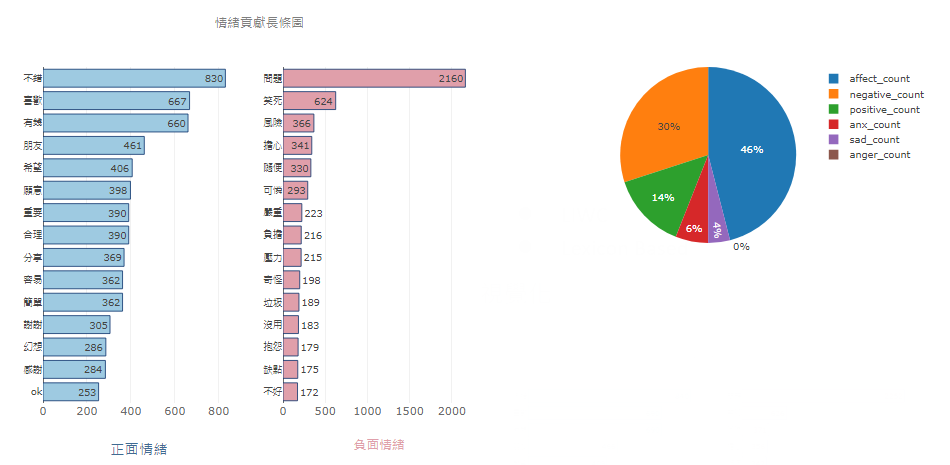 情緒貢獻長條圖
不錯 830
喜歡 667
有錢 660
朋友 461
希望 406
願意 398
重要 390
合理 390
分享 369
容易 362
簡單 362
謝謝 305
幻想 286
感謝 284
ok 253
0 200 400 600 800
正面情緒
問題 2160
笑死 624
風險 366
擔心 341
隨便 330
可憐 293
嚴重 223
負擔 216
壓力 215
奇怪 198
垃圾 189
沒用 183
抱怨 179
缺點 175
不好 172
0 500 1000 1500 2000
負面情緒
30%
46%
14%
6%
4%
0%
affect_count
negative_count
positive_count
anx_count
sad_count
anger_count